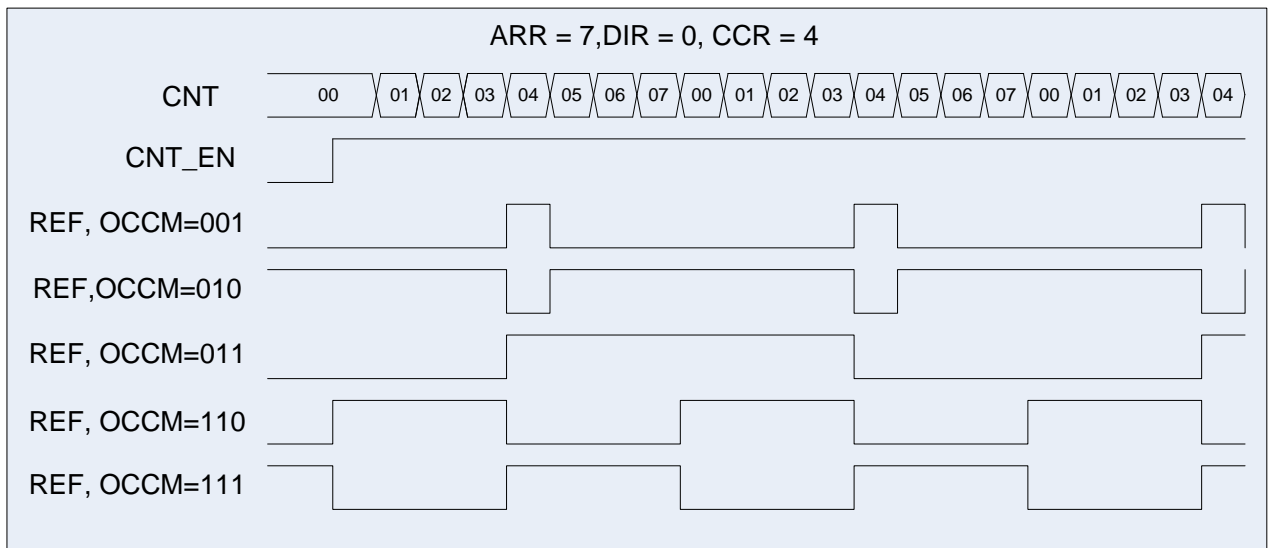 ARR = 7,DIR = 0, CCR = 4
CNT 00 01 02 03 04 05 06 07 00 01 02 03 04 05 06 07 00 01 02 03 04
CNT_EN
REF, OCCM=001
REF,OCCM=010
REF, OCCM=011
REF, OCCM=110
REF, OCCM=111